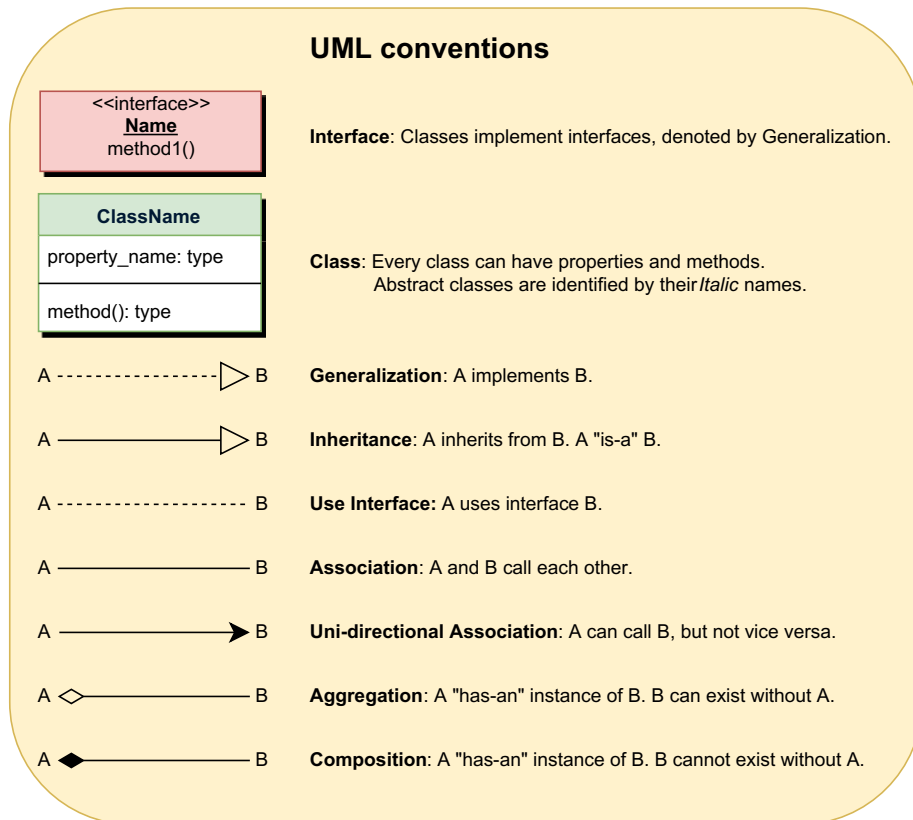 UML conventions
<<interface>>
Name
method1()
Interface: Classes implement interfaces, denoted by Generalization.
ClassName
property_name: type
method(): type
Class: Every class can have properties and methods.
Abstract classes are identified by their Italic names.
A B Generalization: A implements B.
A B Inheritance: A inherits from B. A "is-a" B.
A B Use Interface: A uses interface B.
A B Association: A and B call each other.
A B Uni-directional Association: A can call B, but not vice versa.
A B Aggregation: A "has-an" instance of B. B can exist without A.
A B Composition: A "has-an" instance of B. B cannot exist without A.